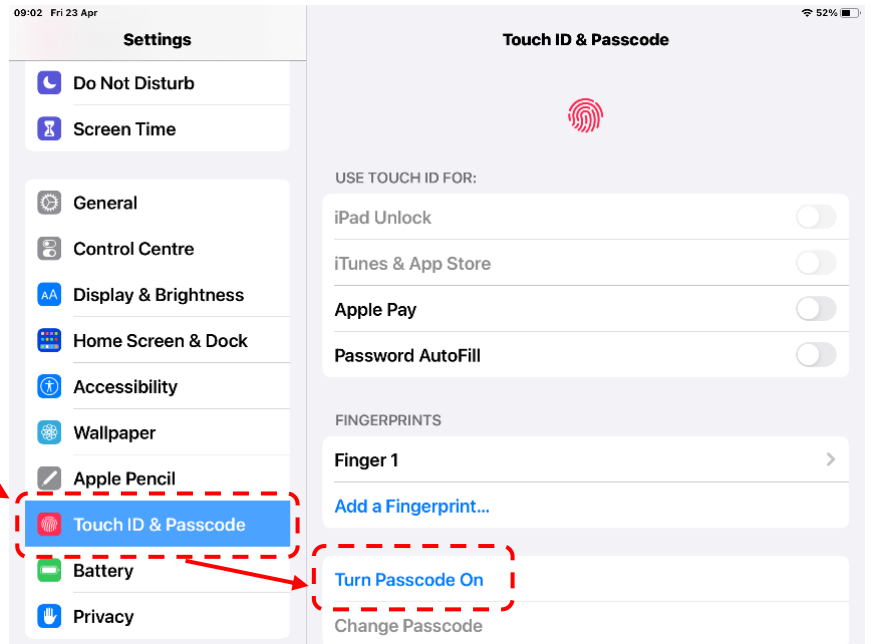 09:02 Fri 23 Apr
52%
Settings
Do Not Disturb
Screen Time
General
Control Centre
AA Display & Brightness
Home Screen & Dock
Accessibility
Wallpaper
Apple Pencil
Touch ID & Passcode
Battery
Privacy
Touch ID & Passcode
USE TOUCH ID FOR:
iPad Unlock
iTunes & App Store
Apple Pay
Password AutoFill
FINGERPRINTS
Finger 1
Add a Fingerprint...
Turn Passcode On
Change Passcode